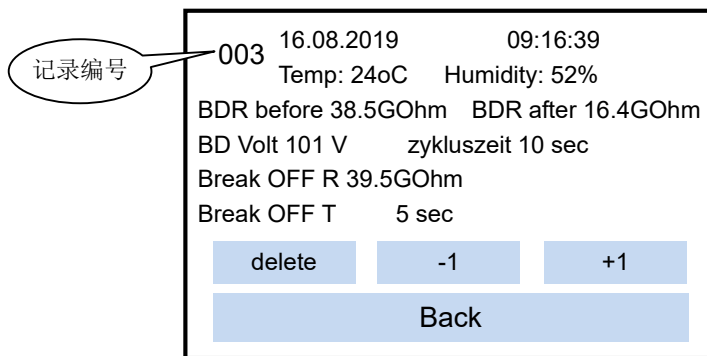 记录编号
003 16.08.2019 09:16:39
Temp: 24oC Humidity: 52%
BDR before 38.5GOhm BDR after 16.4GOhm
BD Volt 101 V zykluszeit 10 sec
Break OFF R 39.5GOhm
Break OFF T 5 sec
delete -1 +1
Back